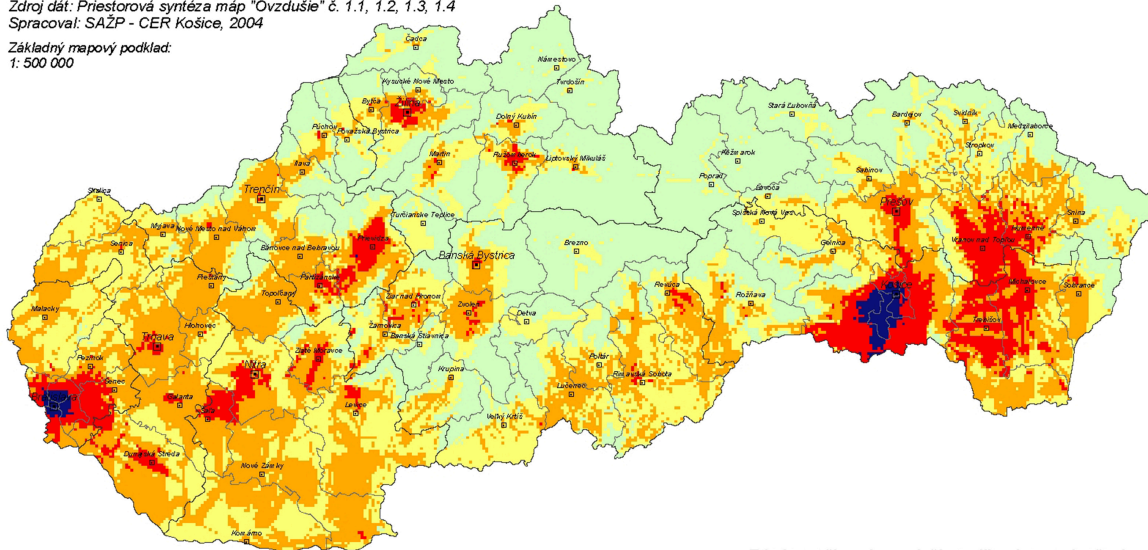 Zdroj dát: Priestorová syntéza máp "Ovzdušie" č. 1.1, 1.2, 1.3, 1.4
Spracoval: SAŽP - CER Košice, 2004
Základný mapový podklad:
1: 500 000
Čadca
Námestovo
Tvrdošín
Kysucké Nové Mesto
Bytča
Žilina
Stará Ľubovňa
Bardejov
Svidník
Medzilaborce
Dolný Kubín
Púchov
Považská Bystrica
Stropkov
Martin
Ružomberok
Liptovský Mikuláš
Kežmarok
Ilava
Sabinov
Poprad
Levoča
Trenčín
Skalica
Prešov
Turčianske Teplice
Spišská Nová Ves
Snina
Myjava
Nové Mesto nad Váhom
Senica
Humenné
Vranov nad Topľou
Bánovce nad Bebravou
Prievidza
Brezno
Gelnica
Banská Bystrica
Piešťany
Partizánske
Košice
Michalovce
Sobrance
Topoľčany
Revúca
Rožňava
Žiar nad Hronom
Zvolen
Malacky
Detva
Trebišov
Hlohovec
Žarnovica
Banská Štiavnica
Trnava
Zlaté Moravce
Pezinok
Nitra
Poltár
Krupina
Rimavská Sobota
Senec
Lučenec
Bratislava
Galanta
Šaľa
Levice
Veľký Krtíš
Dunajská Streda
Nové Zámky
Komárno